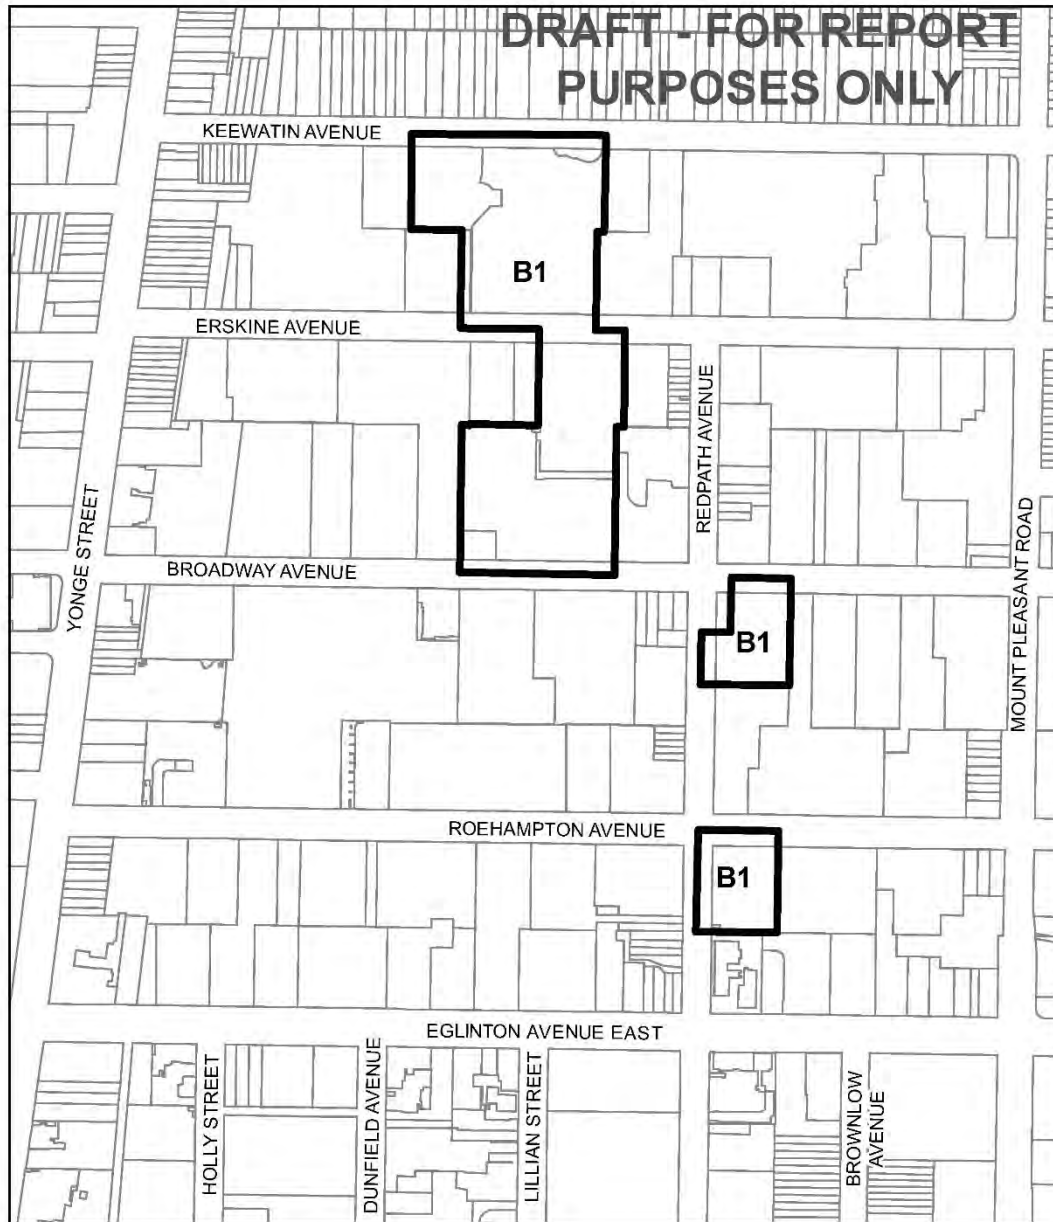 DRAFT - FOR REPORT
PURPOSES ONLY
KEEWATIN AVENUE
B1
ERSKINE AVENUE
REDPATH AVENUE
YONGE STREET
MOUNT PLEASANT ROAD
BROADWAY AVENUE
B1
ROEHAMPTON AVENUE
B1
EGLINTON AVENUE EAST
HOLLY STREET
DUNFIELD AVENUE
LILLIAN STREET
BROWNLOW
AVENUE